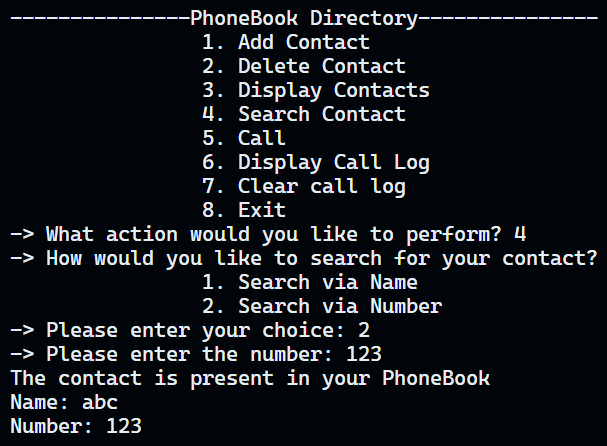 ---------------PhoneBook Directory---------------
1. Add Contact
2. Delete Contact
3. Display Contacts
4. Search Contact
5. Call
6. Display Call Log
7. Clear call log
8. Exit
-> What action would you like to perform? 4
-> How would you like to search for your contact?
1. Search via Name
2. Search via Number
-> Please enter your choice: 2
-> Please enter the number: 123
The contact is present in your PhoneBook
Name: abc
Number: 123